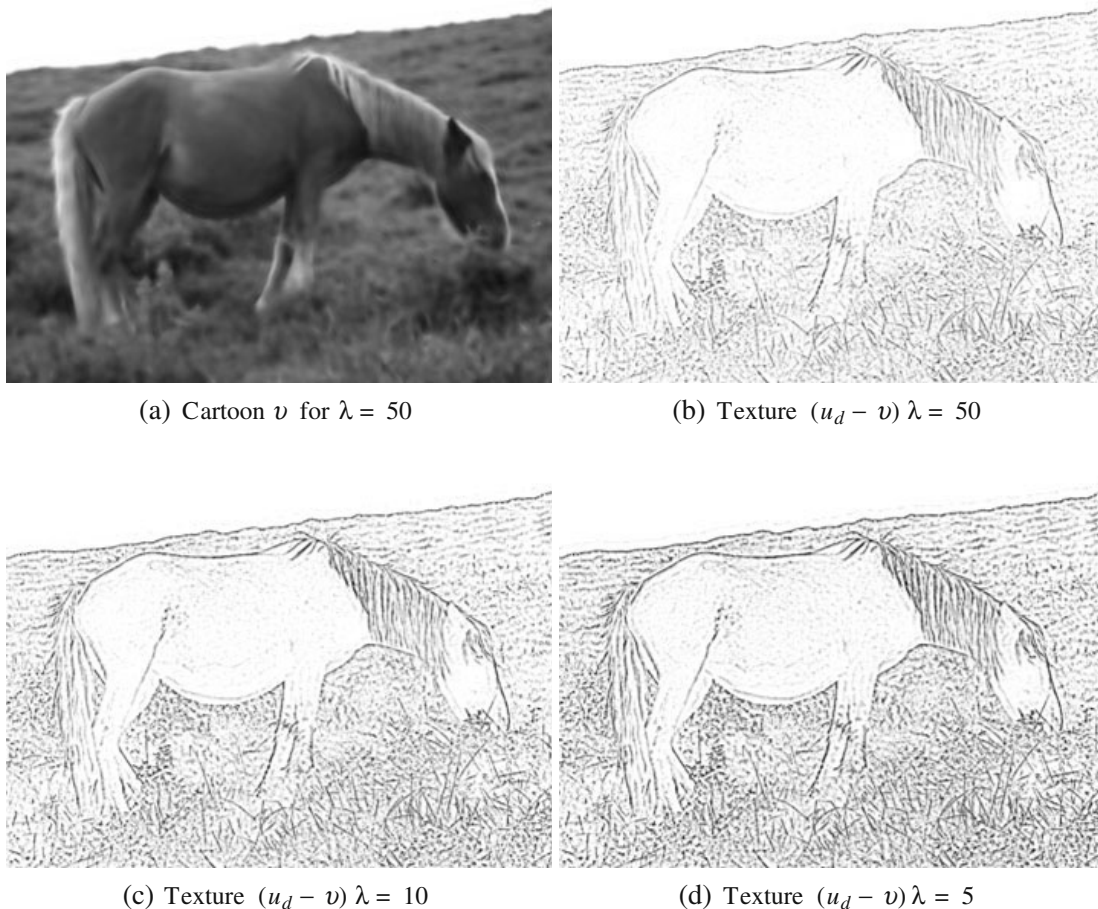 (a) Cartoon υ for λ = 50
(b) Texture (u_d − υ) λ = 50
(c) Texture (u_d − υ) λ = 10
(d) Texture (u_d − υ) λ = 5